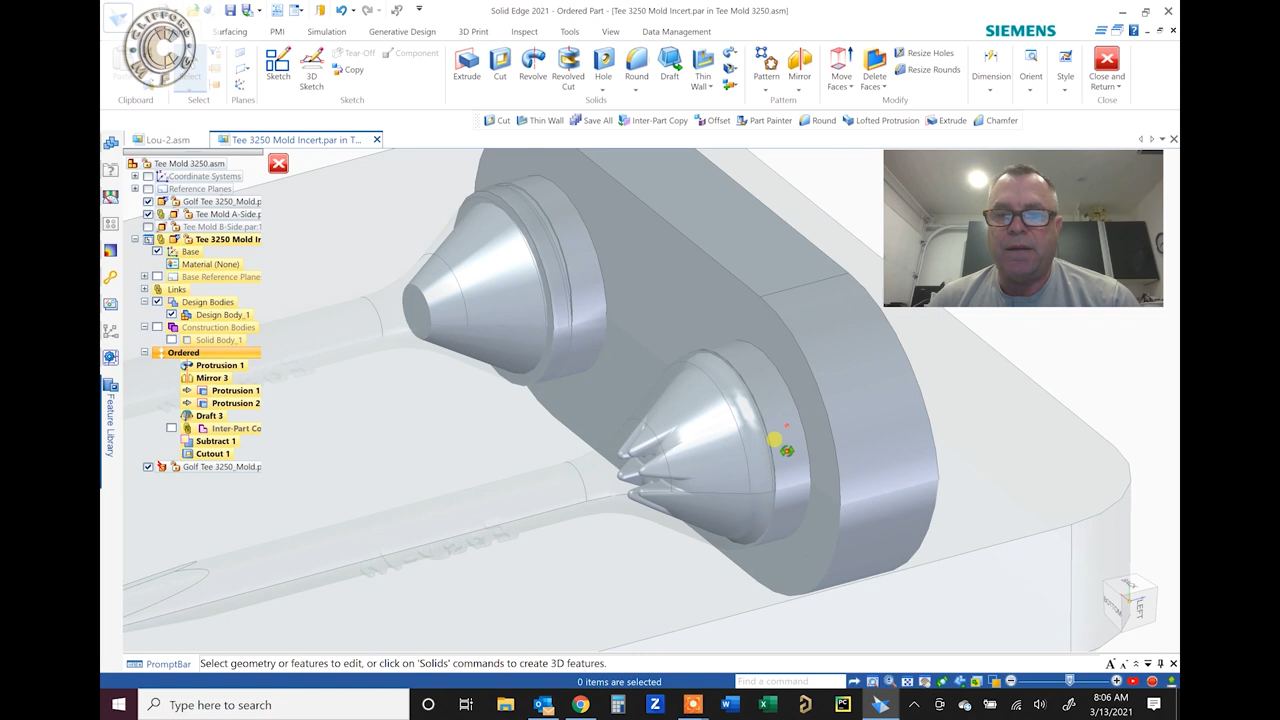 Solid Edge 2021 - Ordered Part - [Tee 3250 Mold Incert.par in Tee Mold 3250.asm]
CLIFFORD
Surfacing PMI Simulation Generative Design Inspect 3D Print Tools View Data Management
SIEMENS
Tear-Off Component
Copy
Sketch 3D Sketch
Extrude Cut Revolve Revolved Cut Hole Round Draft Thin Wall
Pattern Mirror
Move Faces Delete Faces
Resize Holes
Resize Rounds
Dimension Orient Style Close and Return
Clipboard Select Planes Sketch Solids Pattern Modify Close
Cut Thin Wall Save All Inter-Part Copy Offset Part Painter Round Lofted Protrusion Extrude Chamfer
Lou-2.asm Tee 3250 Mold Incert.par in T...
Tee Mold 3250.asm
Coordinate Systems
Reference Planes
Golf Tee 3250_Mold.p
Tee Mold A-Side.p
Tee Mold B-Side.par:1
Tee 3250 Mold Ir
Base
Material (None)
Base Reference Plane
Links
Design Bodies
Design Body_1
Construction Bodies
Solid Body_1
Ordered
Protrusion 1
Mirror 3
Protrusion 1
Protrusion 2
Draft 3
Inter-Part Co
Subtract 1
Cutout 1
Golf Tee 3250_Mold.p
Feature Library
BACK
BOTTOM LEFT
PromptBar Select geometry or features to edit, or click on 'Solids' commands to create 3D features.
0 items are selected
Find a command
Type here to search
8:06 AM
3/13/2021